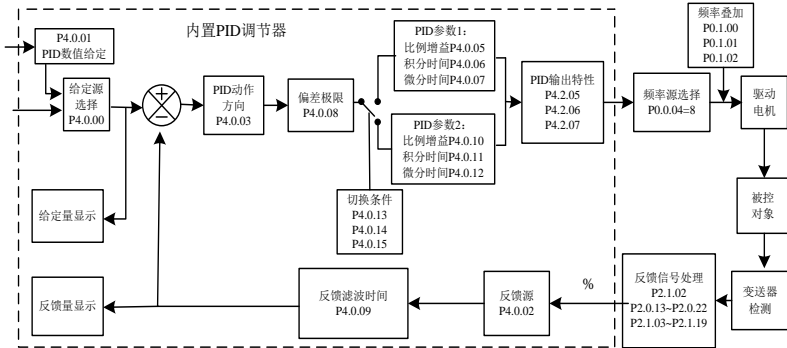 内置PID调节器
P4.0.01
PID数值给定
给定源
选择
P4.0.00
PID动作
方向
P4.0.03
偏差极限
P4.0.08
PID参数1：
比例增益P4.0.05
积分时间P4.0.06
微分时间P4.0.07
PID参数2：
比例增益P4.0.10
积分时间P4.0.11
微分时间P4.0.12
切换条件
P4.0.13
P4.0.14
P4.0.15
PID输出特性
P4.2.05
P4.2.06
P4.2.07
频率源选择
P0.0.04=8
频率叠加
P0.1.00
P0.1.01
P0.1.02
驱动
电机
被控
对象
变送器
检测
反馈信号处理
P2.1.02
P2.0.13~P2.0.22
P2.1.03~P2.1.19
%
反馈源
P4.0.02
反馈滤波时间
P4.0.09
给定量显示
反馈量显示